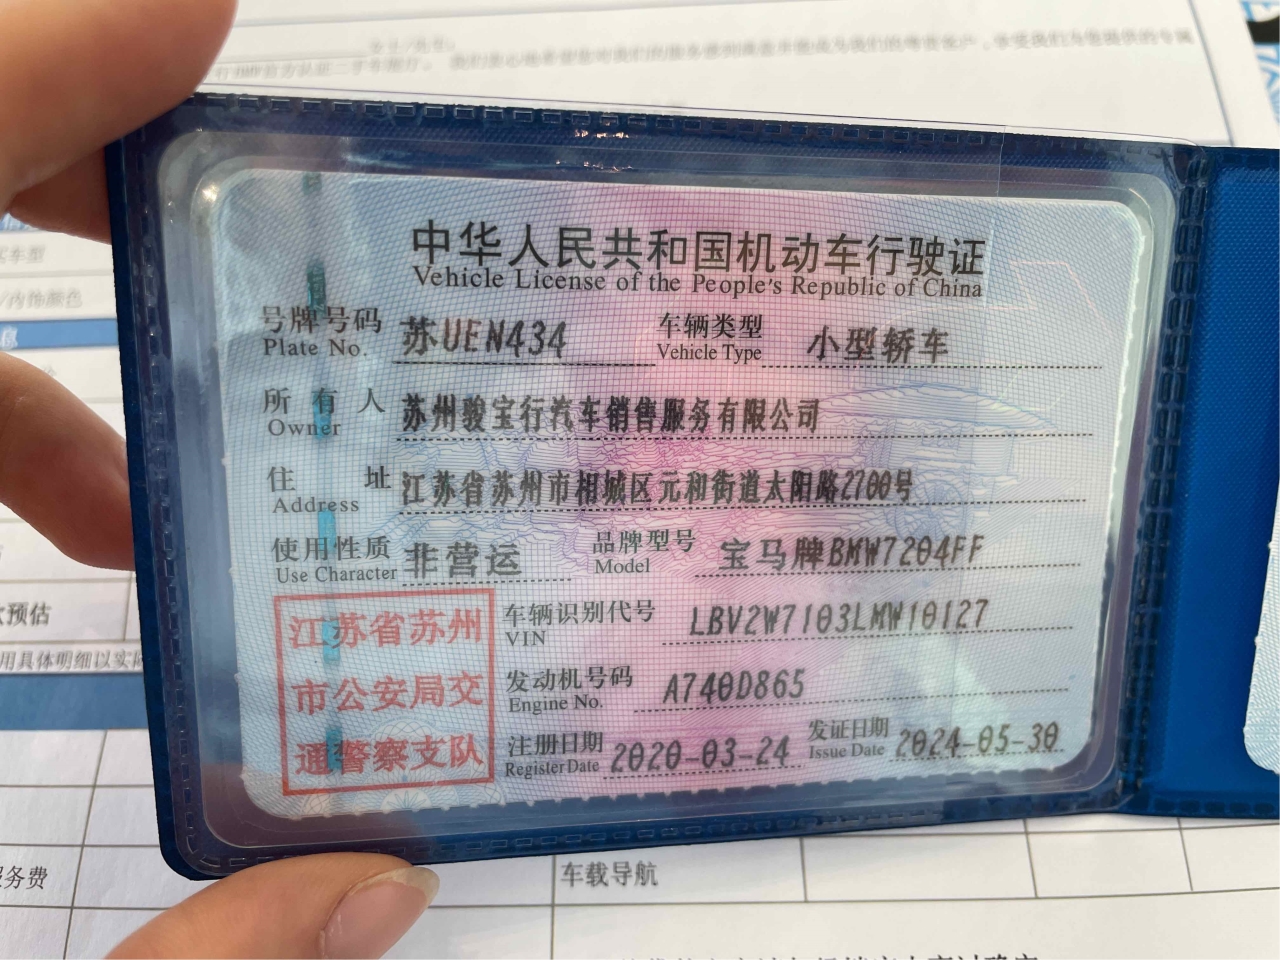 中华人民共和国机动车行驶证
Vehicle License of the People's Republic of China
号牌号码 苏UEN434 车辆类型 小型轿车
Plate No. Vehicle Type
所有人 苏州骏宝行汽车销售服务有限公司
Owner
住址 江苏省苏州市相城区元和街道太阳路2700号
Address
使用性质 非营运 品牌型号 宝马牌BMW7204FF
Use Character Model
江苏省苏州
市公安局交
通警察支队
车辆识别代号 LBV2W7103LMW10127
VIN
发动机号码 A740D865
Engine No.
注册日期 2020-03-24 发证日期 2024-05-30
Register Date Issue Date
买车型
/内饰颜色
息
预估
用具体明细以实际
服务费
车载导航